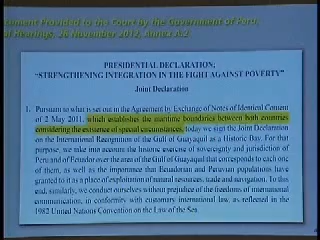 ument Provided to the Court by the Government of Peru,
al Hearings, 26 November 2012, Annex A.2.
PRESIDENTIAL DECLARATION:
"STRENGTHENING INTEGRATION IN THE FIGHT AGAINST POVERTY"
Joint Declaration
1. Pursuant to what is set out in the Agreement by Exchange of Notes of Identical Content
of 2 May 2011, which establishes the maritime boundaries between both countries
considering the existence of special circumstances, today we sign the Joint Declaration
on the International Recognition of the Gulf of Guayaquil as a Historic Bay. For that
purpose, we take into account the historic exercise of sovereignty and jurisdiction of
Peru and of Ecuador over the area of the Gulf of Guayaquil that corresponds to each one
of them, as well as the importance that Ecuadorian and Peruvian populations have
granted to it as a place of exploitation of natural resources, trade and navigation. To this
end, similarly, we conduct ourselves without prejudice of the freedoms of international
communication, in conformity with customary international law, as reflected in the
1982 United Nations Convention on the Law of the Sea.